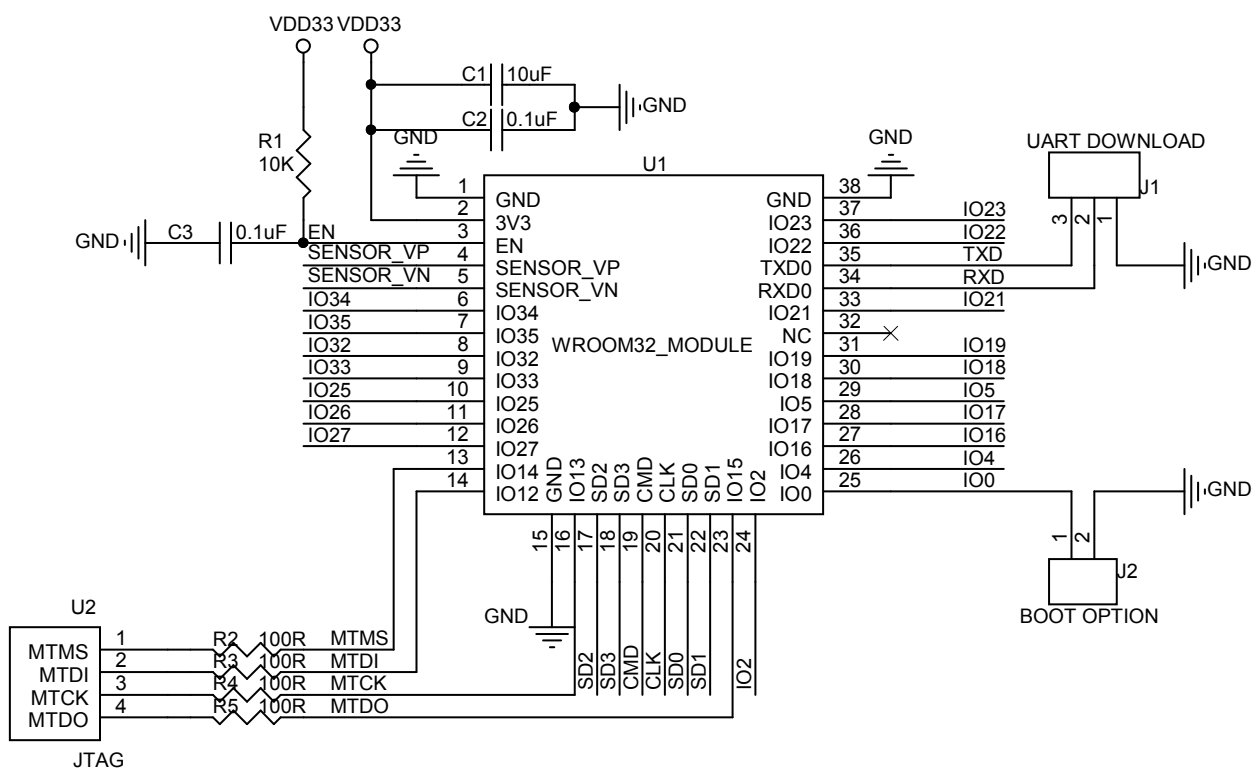 VDD33 VDD33
C1 10uF
GND
C2 0.1uF
R1
10K
GND
U1
GND
UART DOWNLOAD
J1
3 2 1
GND
C3 0.1uF
GND
EN
SENSOR_VP
SENSOR_VN
IO34
IO35
IO32
IO33
IO25
IO26
IO27
1 GND
2 3V3
3 EN
4 SENSOR_VP
5 SENSOR_VN
6 IO34
7 IO35
8 IO32
9 IO33
10 IO25
11 IO26
12 IO27
13 IO14
14 IO12
WROOM32_MODULE
GND 38
IO23 37 IO23
IO22 36 IO22
TXD0 35 TXD
RXD0 34 RXD
IO21 33 IO21
NC 32
IO19 31 IO19
IO18 30 IO18
IO5 29 IO5
IO17 28 IO17
IO16 27 IO16
IO4 26 IO4
IO0 25 IO0
GND IO13 SD2 SD3 CMD CLK SD0 SD1 IO15 IO2
15 16 17 18 19 20 21 22 23 24
GND
SD2 SD3 CMD CLK SD0 SD1 IO2
GND
1 2
J2
BOOT OPTION
U2
MTMS 1 R2 100R MTMS
MTDI 2 R3 100R MTDI
MTCK 3 R4 100R MTCK
MTDO 4 R5 100R MTDO
JTAG